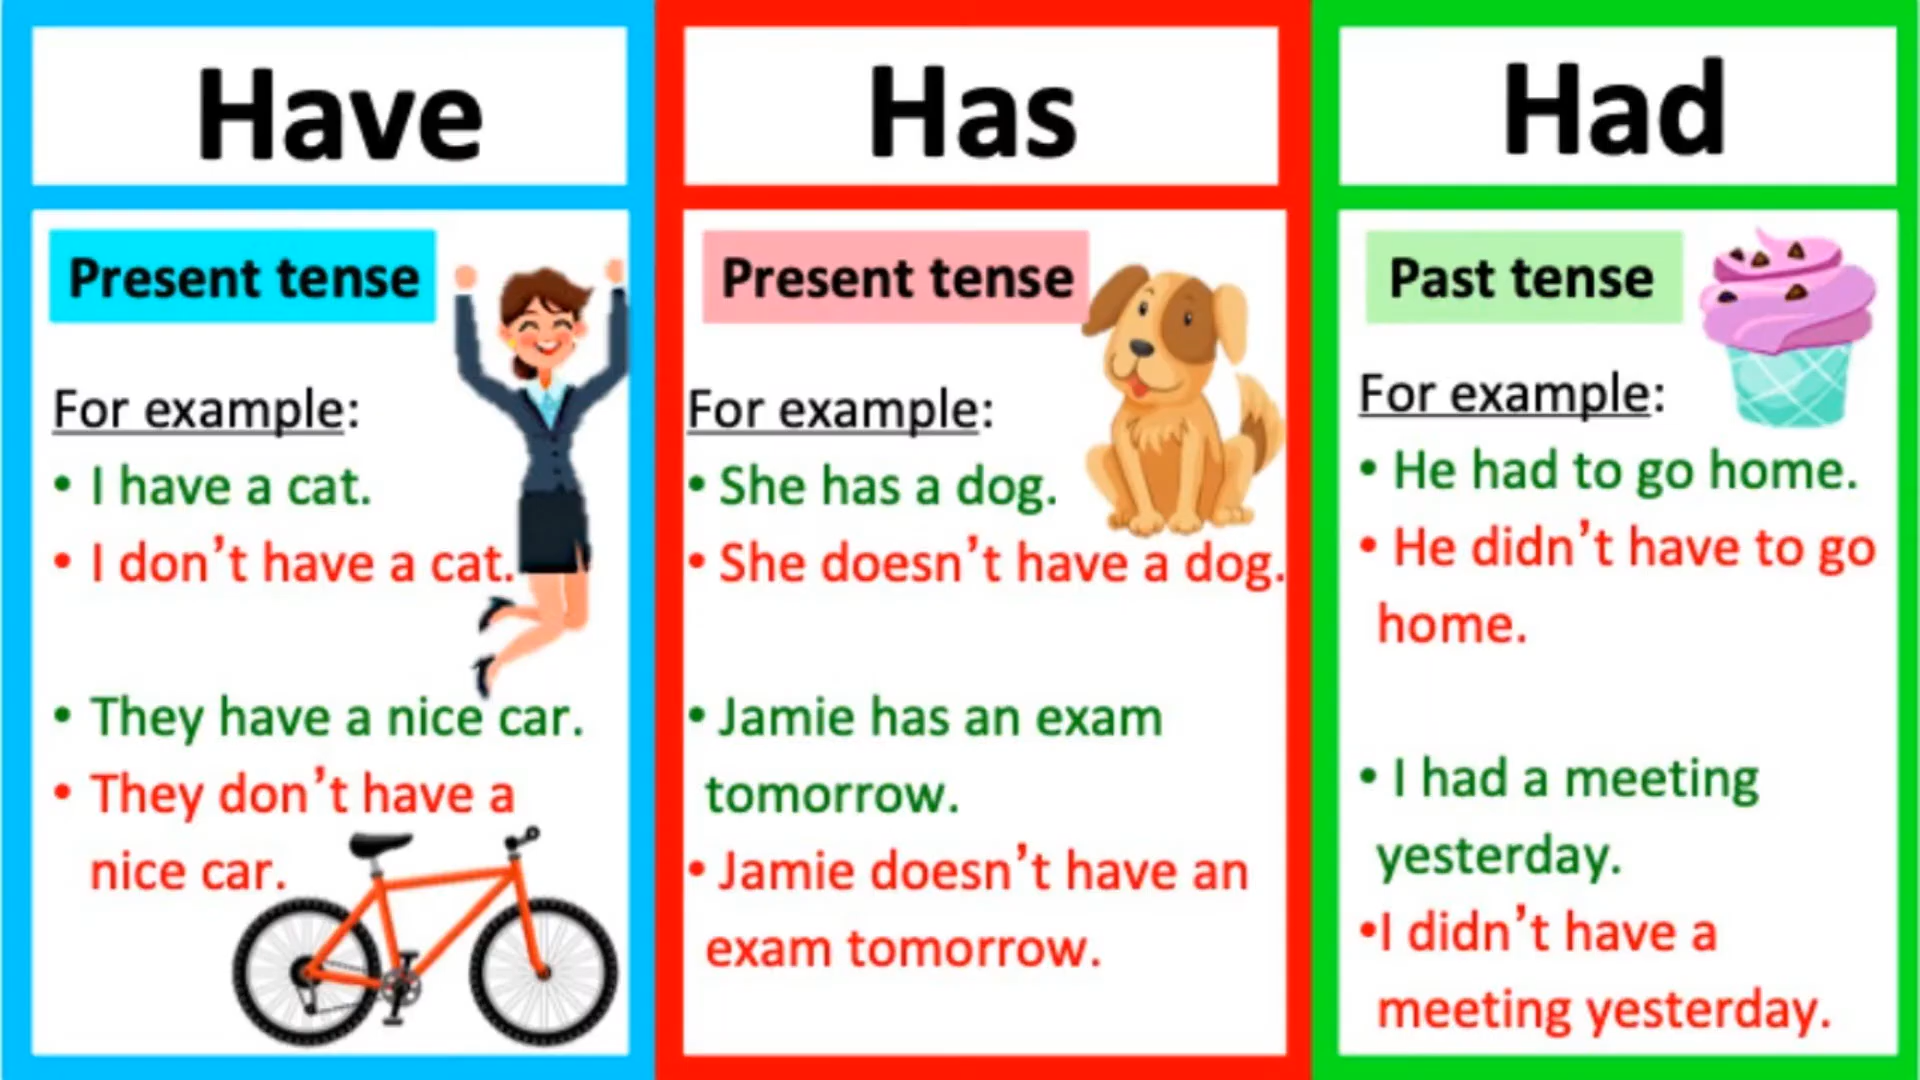 Have
Present tense
For example:
• I have a cat.
• I don't have a cat.
• They have a nice car.
• They don't have a
nice car.
Has
Present tense
For example:
• She has a dog.
• She doesn't have a dog.
• Jamie has an exam
tomorrow.
• Jamie doesn't have an
exam tomorrow.
Had
Past tense
For example:
• He had to go home.
• He didn't have to go
home.
• I had a meeting
yesterday.
•I didn't have a
meeting yesterday.